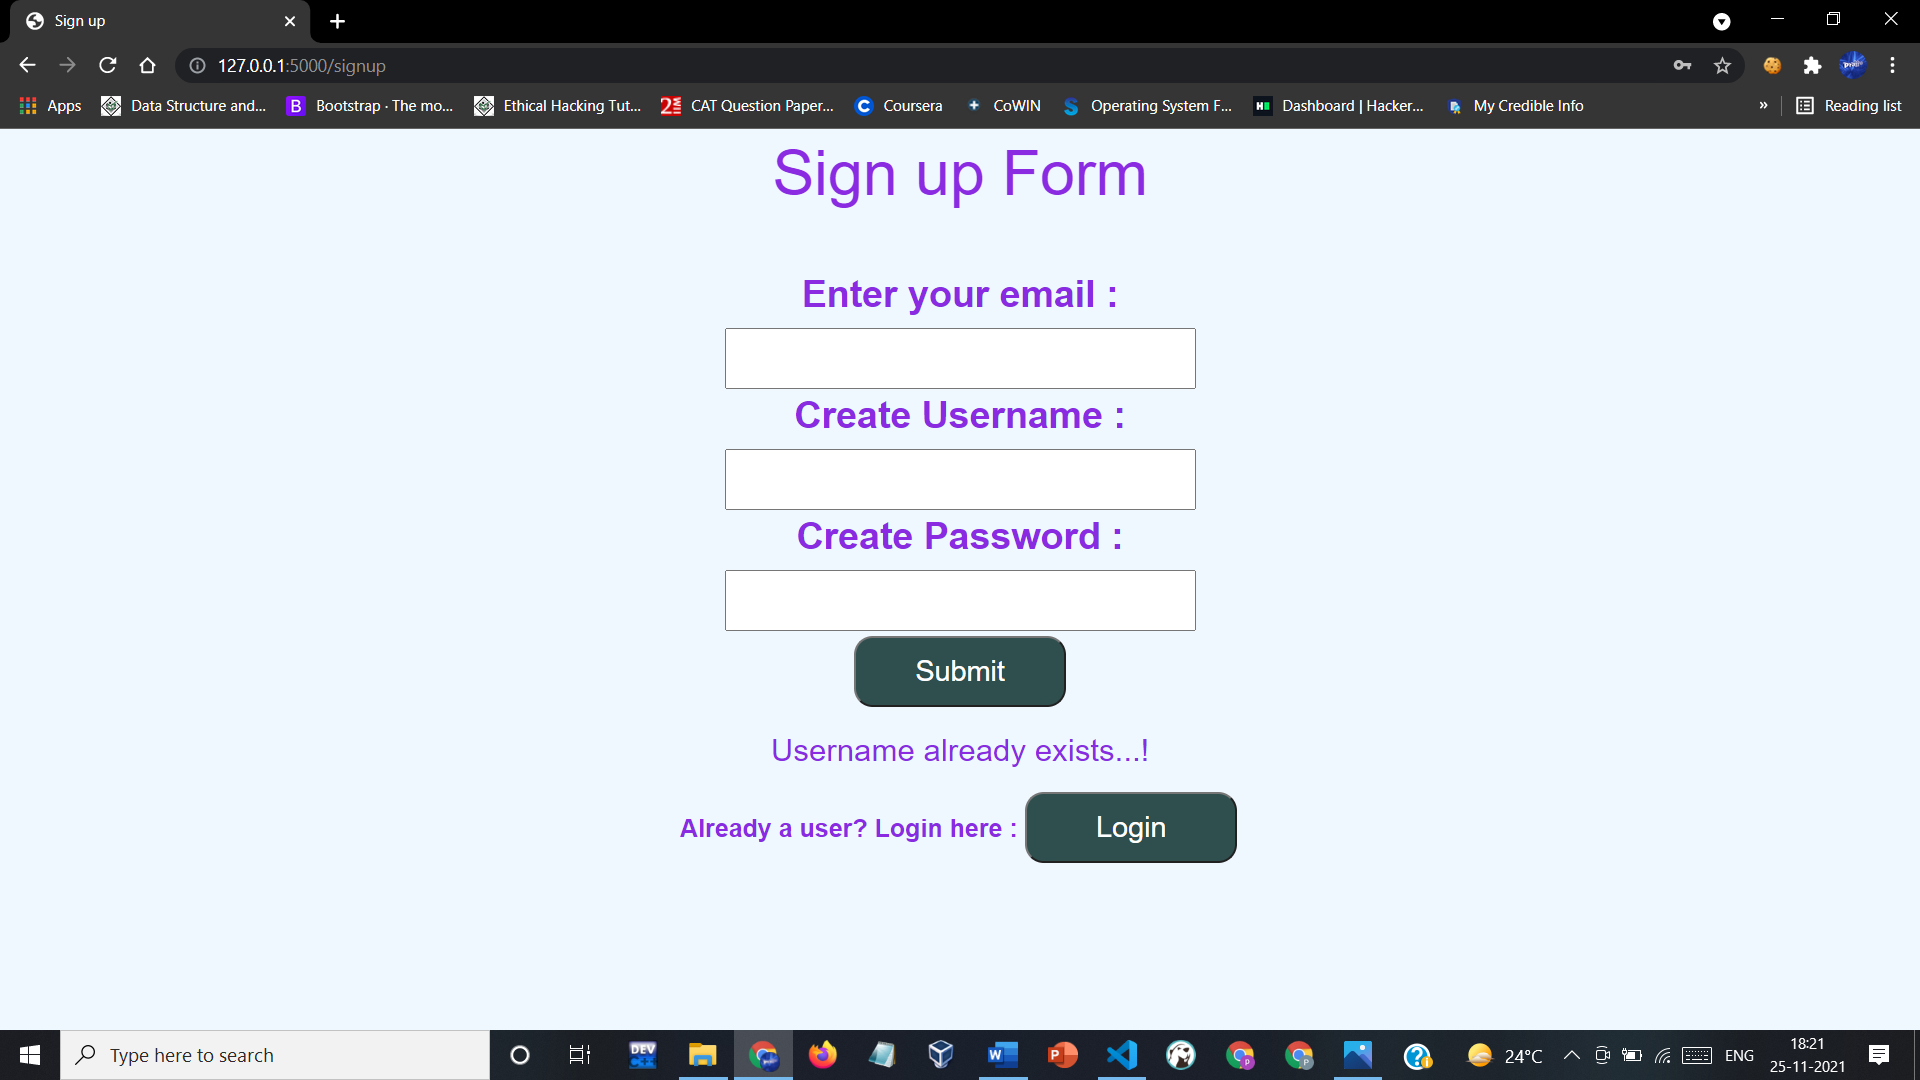 Sign up
127.0.0.1:5000/signup
Apps
Data Structure and...
B
Bootstrap · The mo...
Ethical Hacking Tut...
CAT Question Paper...
Coursera
CoWIN
Operating System F...
Dashboard | Hacker...
My Credible Info
»
Reading list
Sign up Form
Enter your email :
Create Username :
Create Password :
Submit
Username already exists...!
Already a user? Login here :
Login
Type here to search
DEV
24°C
ENG
18:21
25-11-2021